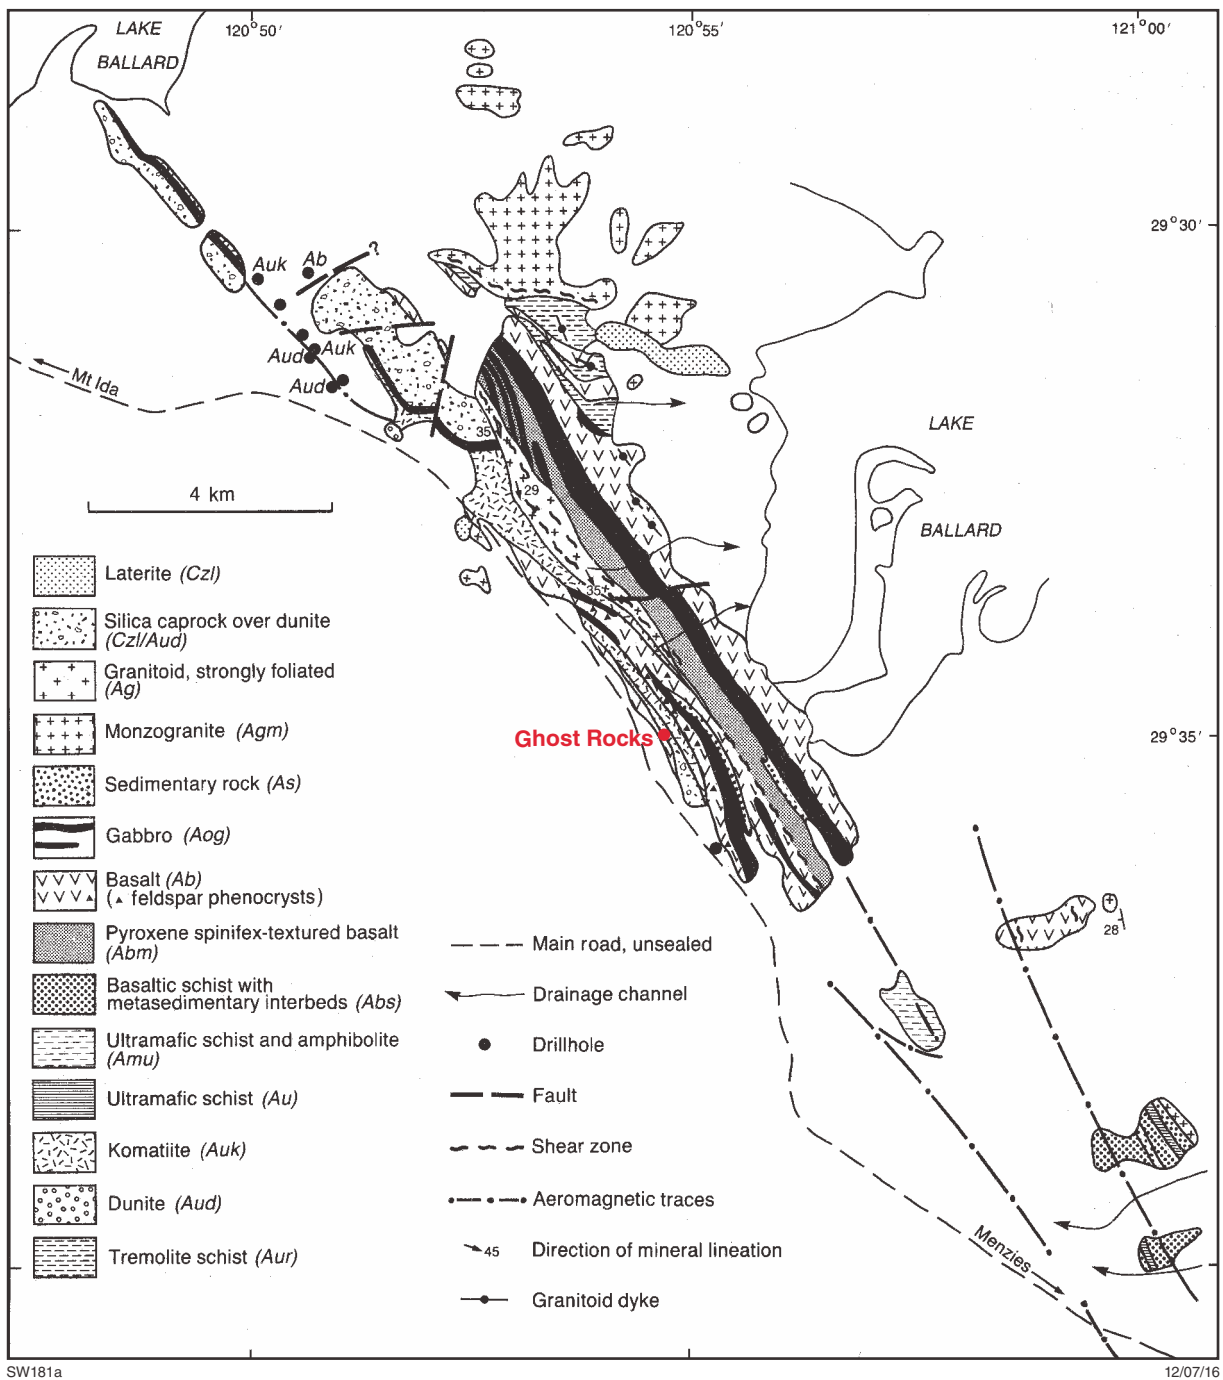 LAKE
BALLARD
120°50'
120°55'
121°00'
29°30'
Auk
Ab
?
Aud
Auk
Aud
Mt Ida
35
29
35
4 km
LAKE
BALLARD
Ghost Rocks
29°35'
28
Menzies
Laterite (Czl)
Silica caprock over dunite
(Czl/Aud)
Granitoid, strongly foliated
(Ag)
Monzogranite (Agm)
Sedimentary rock (As)
Gabbro (Aog)
Basalt (Ab)
(▲ feldspar phenocrysts)
Pyroxene spinifex-textured basalt
(Abm)
Basaltic schist with
metasedimentary interbeds (Abs)
Ultramafic schist and amphibolite
(Amu)
Ultramafic schist (Au)
Komatiite (Auk)
Dunite (Aud)
Tremolite schist (Aur)
Main road, unsealed
Drainage channel
Drillhole
Fault
Shear zone
Aeromagnetic traces
45 Direction of mineral lineation
Granitoid dyke
SW181a
12/07/16